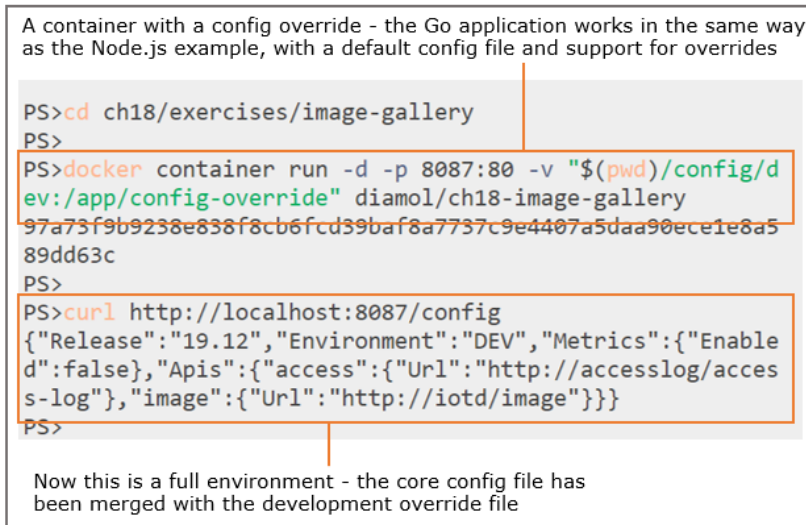 A container with a config override - the Go application works in the same way
as the Node.js example, with a default config file and support for overrides
PS>cd ch18/exercises/image-gallery
PS>
PS>docker container run -d -p 8087:80 -v "$(pwd)/config/d
ev:/app/config-override" diamol/ch18-image-gallery
97a73f9b9238e838f8cb6fcd39baf8a7737c9e4407a5daa90ece1e8a5
89dd63c
PS>
PS>curl http://localhost:8087/config
{"Release":"19.12","Environment":"DEV","Metrics":{"Enable
d":false},"Apis":{"access":{"Url":"http://accesslog/acces
s-log"},"image":{"Url":"http://iotd/image"}}}
PS>
Now this is a full environment - the core config file has
been merged with the development override file